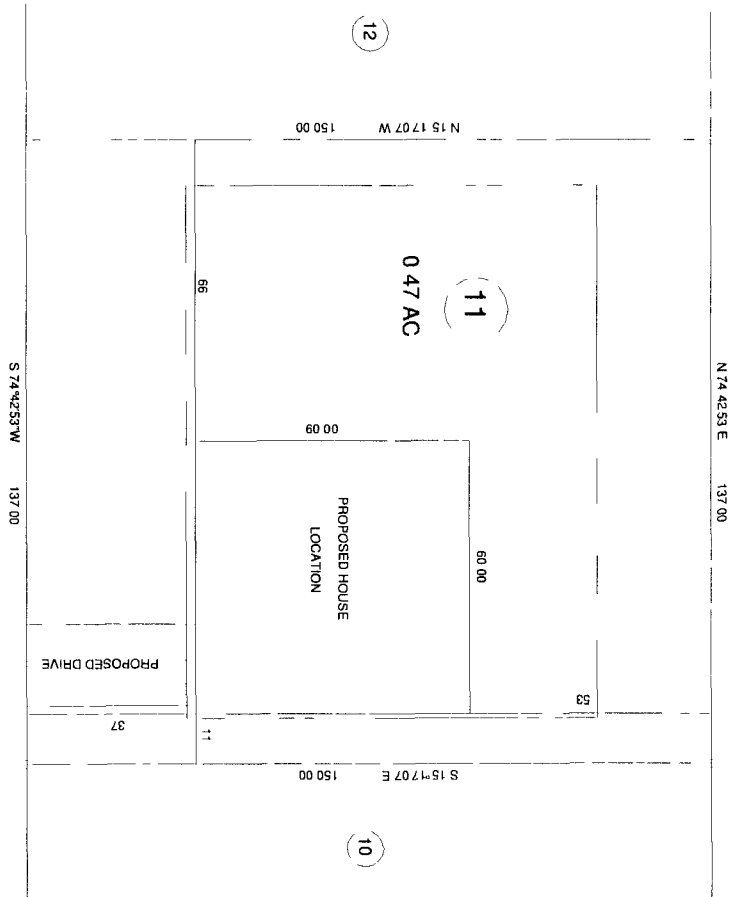 12
N 15 17 07 W 150 00
11
0 47 AC
66
N 74 42 53 E 137 00
S 74°42'53"W 137 00
60 00
60 00
PROPOSED HOUSE
LOCATION
PROPOSED DRIVE
53
37
11
S 15°17 07 E 150 00
10